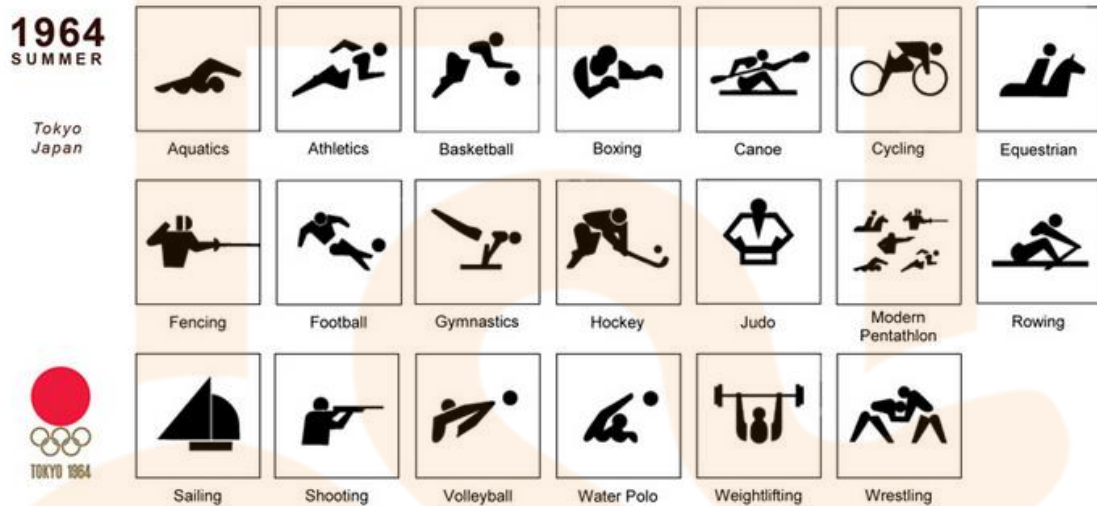 1964
SUMMER
Tokyo
Japan
Aquatics
Athletics
Basketball
Boxing
Canoe
Cycling
Equestrian
Fencing
Football
Gymnastics
Hockey
Judo
Modern
Pentathlon
Rowing
TOKYO 1964
Sailing
Shooting
Volleyball
Water Polo
Weightlifting
Wrestling